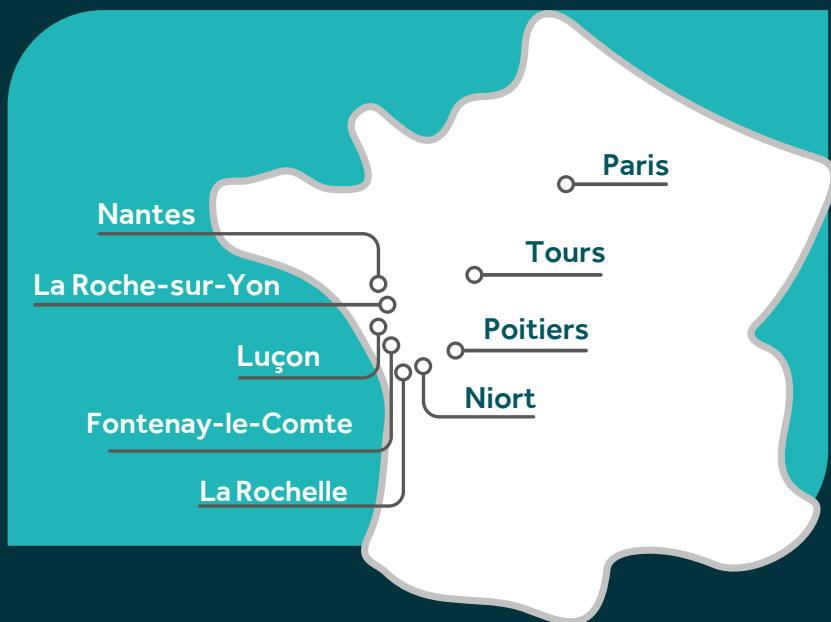 Paris
Nantes
Tours
La Roche-sur-Yon
Poitiers
Luçon
Niort
Fontenay-le-Comte
La Rochelle